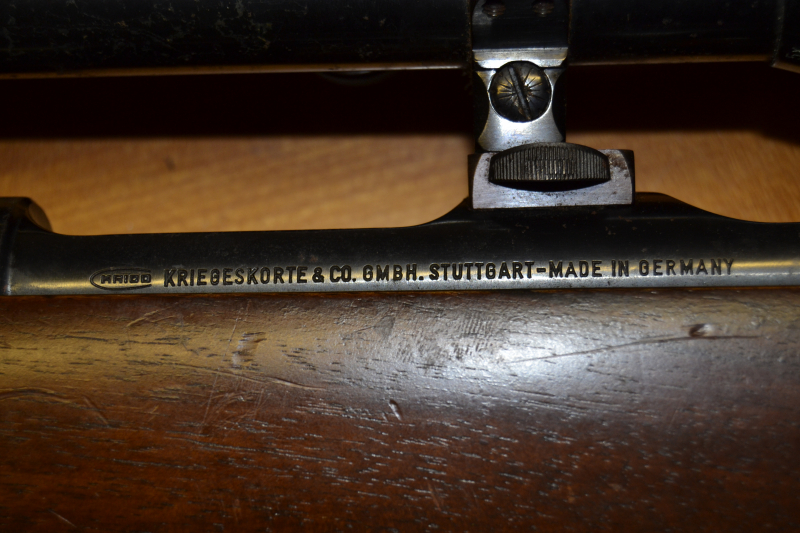 KRICO KRIEGESKORTE & CO. GMBH. STUTTGART-MADE IN GERMANY